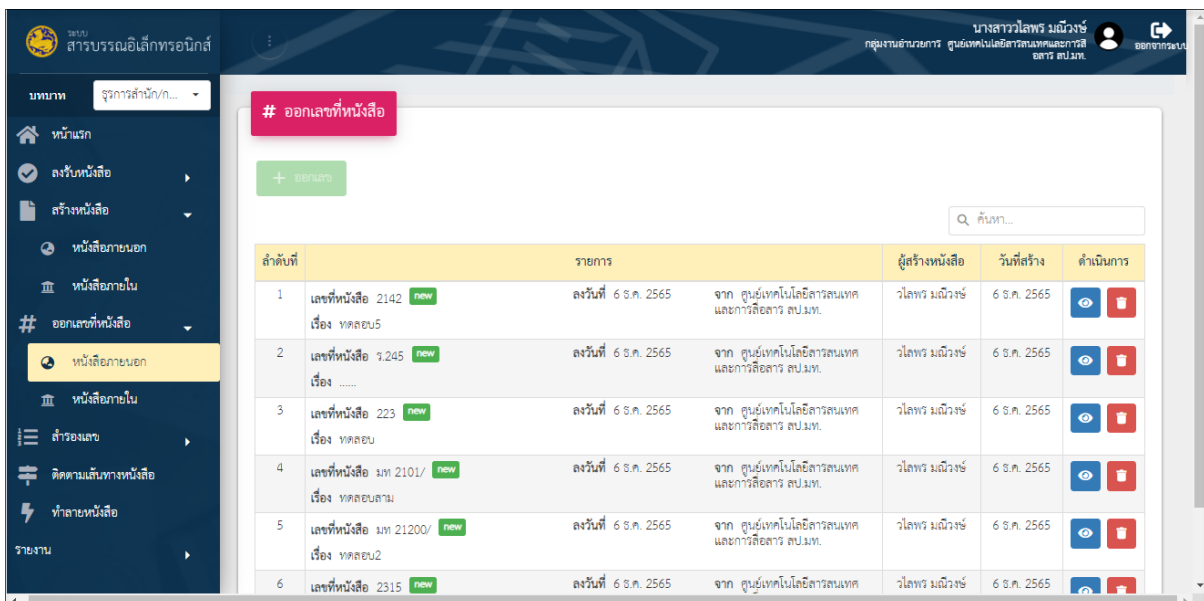 ระบบ
สารบรรณอิเล็กทรอนิกส์
นางสาววไลพร มณีวงษ์
กลุ่มงานอำนวยการ ศูนย์เทคโนโลยีสารสนเทศและการสื่
อสาร สป.มท.
ออกจากระบบ
บทบาท
ธุรการสำนัก/ก...
หน้าแรก
ลงรับหนังสือ
สร้างหนังสือ
หนังสือภายนอก
หนังสือภายใน
ออกเลขที่หนังสือ
หนังสือภายนอก
หนังสือภายใน
สำรองเลข
ติดตามเส้นทางหนังสือ
ทำลายหนังสือ
รายงาน
# ออกเลขที่หนังสือ
+ ออกเลข
ค้นหา...
ลำดับที่ รายการ ผู้สร้างหนังสือ วันที่สร้าง ดำเนินการ
1 เลขที่หนังสือ 2142 new ลงวันที่ 6 ธ.ค. 2565 จาก ศูนย์เทคโนโลยีสารสนเทศ วไลพร มณีวงษ์ 6 ธ.ค. 2565
และการสื่อสาร สป.มท.
เรื่อง ทดสอบ5
2 เลขที่หนังสือ ร.245 new ลงวันที่ 6 ธ.ค. 2565 จาก ศูนย์เทคโนโลยีสารสนเทศ วไลพร มณีวงษ์ 6 ธ.ค. 2565
และการสื่อสาร สป.มท.
เรื่อง ......
3 เลขที่หนังสือ 223 new ลงวันที่ 6 ธ.ค. 2565 จาก ศูนย์เทคโนโลยีสารสนเทศ วไลพร มณีวงษ์ 6 ธ.ค. 2565
และการสื่อสาร สป.มท.
เรื่อง ทดสอบ
4 เลขที่หนังสือ มท 2101/ new ลงวันที่ 6 ธ.ค. 2565 จาก ศูนย์เทคโนโลยีสารสนเทศ วไลพร มณีวงษ์ 6 ธ.ค. 2565
และการสื่อสาร สป.มท.
เรื่อง ทดสอบสาม
5 เลขที่หนังสือ มท 21200/ new ลงวันที่ 6 ธ.ค. 2565 จาก ศูนย์เทคโนโลยีสารสนเทศ วไลพร มณีวงษ์ 6 ธ.ค. 2565
และการสื่อสาร สป.มท.
เรื่อง ทดสอบ2
6 เลขที่หนังสือ 2315 new ลงวันที่ 6 ธ.ค. 2565 จาก ศูนย์เทคโนโลยีสารสนเทศ วไลพร มณีวงษ์ 6 ธ.ค. 2565